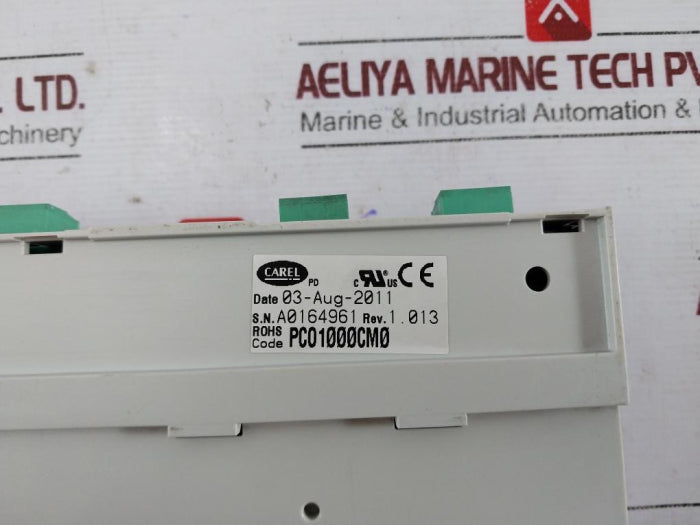 . LTD.
chinery
AELIYA MARINE TECH PV
Marine & Industrial Automation &
CAREL PD c RU us CE
Date 03-Aug-2011
S.N. A0164961 Rev. 1.013
ROHS
Code PCO1000CM0